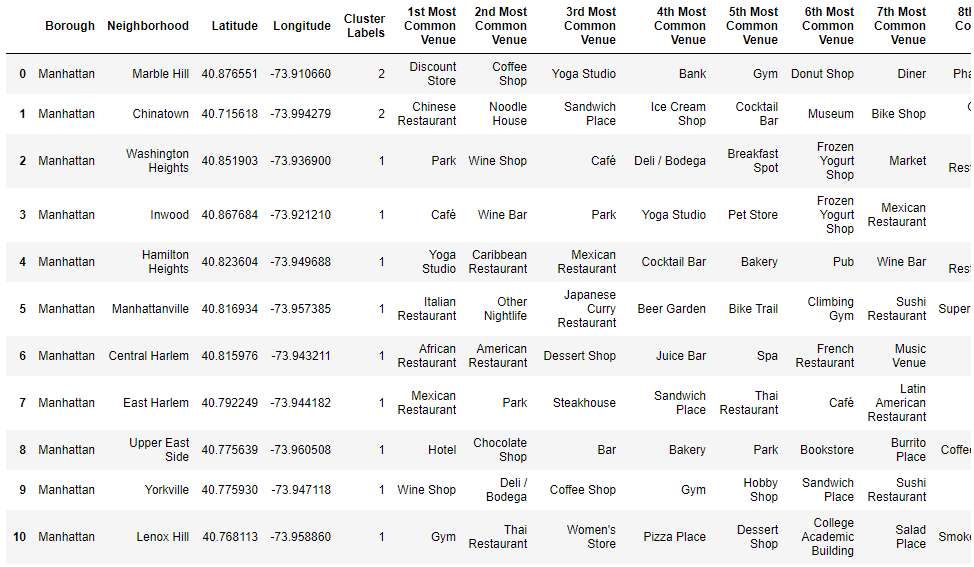 Borough Neighborhood Latitude Longitude Cluster Labels 1st Most Common Venue 2nd Most Common Venue 3rd Most Common Venue 4th Most Common Venue 5th Most Common Venue 6th Most Common Venue 7th Most Common Venue 8th Co
0 Manhattan Marble Hill 40.876551 -73.910660 2 Discount Store Coffee Shop Yoga Studio Bank Gym Donut Shop Diner Pha
1 Manhattan Chinatown 40.715618 -73.994279 2 Chinese Restaurant Noodle House Sandwich Place Ice Cream Shop Cocktail Bar Museum Bike Shop
2 Manhattan Washington Heights 40.851903 -73.936900 1 Park Wine Shop Café Deli / Bodega Breakfast Spot Frozen Yogurt Shop Market Rest
3 Manhattan Inwood 40.867684 -73.921210 1 Café Wine Bar Park Yoga Studio Pet Store Frozen Yogurt Shop Mexican Restaurant
4 Manhattan Hamilton Heights 40.823604 -73.949688 1 Yoga Studio Caribbean Restaurant Mexican Restaurant Cocktail Bar Bakery Pub Wine Bar Rest
5 Manhattan Manhattanville 40.816934 -73.957385 1 Italian Restaurant Other Nightlife Japanese Curry Restaurant Beer Garden Bike Trail Climbing Gym Sushi Restaurant Super
6 Manhattan Central Harlem 40.815976 -73.943211 1 African Restaurant American Restaurant Dessert Shop Juice Bar Spa French Restaurant Music Venue
7 Manhattan East Harlem 40.792249 -73.944182 1 Mexican Restaurant Park Steakhouse Sandwich Place Thai Restaurant Café Latin American Restaurant
8 Manhattan Upper East Side 40.775639 -73.960508 1 Hotel Chocolate Shop Bar Bakery Park Bookstore Burrito Place Coffee
9 Manhattan Yorkville 40.775930 -73.947118 1 Wine Shop Deli / Bodega Coffee Shop Gym Hobby Shop Sandwich Place Sushi Restaurant
10 Manhattan Lenox Hill 40.768113 -73.958860 1 Gym Thai Restaurant Women's Store Pizza Place Dessert Shop College Academic Building Salad Place Smok